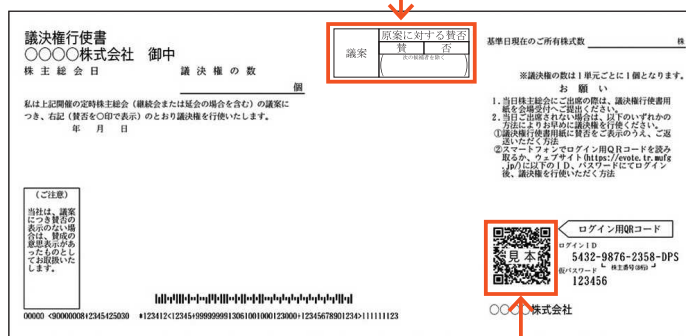 議決権行使書
○○○○株式会社 御中
株主総会日 議決権の数
個
私は上記開催の定時株主総会(継続会または延会の場合を含む)の議案に
つき、右記(賛否を○印で表示)のとおり議決権を行使いたします。
年 月 日
議案
原案に対する賛否
賛 否
次の候補者を除く
基準日現在のご所有株式数 株
※議決権の数は1単元ごとに1個となります。
お願い
1. 当日株主総会にご出席の際は、議決権行使書用
紙を会場受付へご提出ください。
2. 当日ご出席されない場合は、以下のいずれかの
方法によりお早めに議決権を行使ください。
①議決権行使書用紙に賛否をご表示のうえ、ご返
送いただく方法
②スマートフォンでログイン用QRコードを読み
取るか、ウェブサイト(https://evote.tr.mufg
.jp/)に以下のID、パスワードにてログイン
後、議決権を行使いただく方法
(ご注意)
当社は、議案
につき賛否の
表示のない場
合は、賛成の
意思表示があ
ったものとし
てお取扱いた
します。
見本
ログイン用QRコード
ログインID
5432-9876-2358-DPS
株主番号(8桁)
仮パスワード
123456
○○○○株式会社
00000 <90000008+2345425030 +123412<12345+99999999130610010001230000+12345678901234>111111123